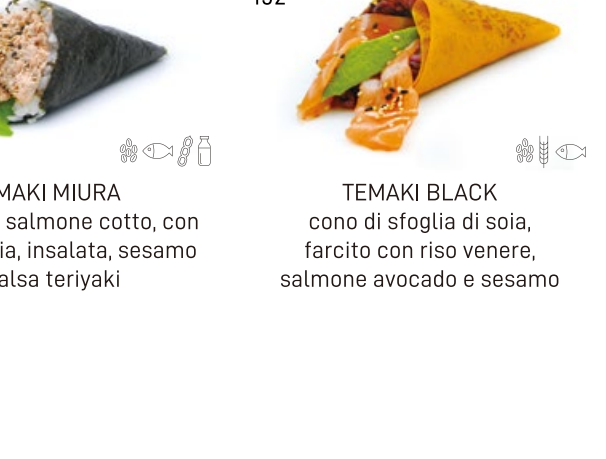 MAKI MIURA
salmone cotto, con
ia, insalata, sesamo
alsa teriyaki
TEMAKI BLACK
cono di sfoglia di soia,
farcito con riso venere,
salmone avocado e sesamo